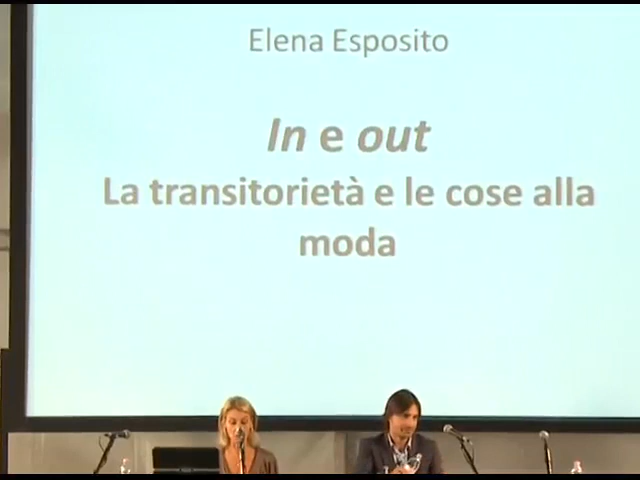 Elena Esposito
In e out
La transitorietà e le cose alla
moda